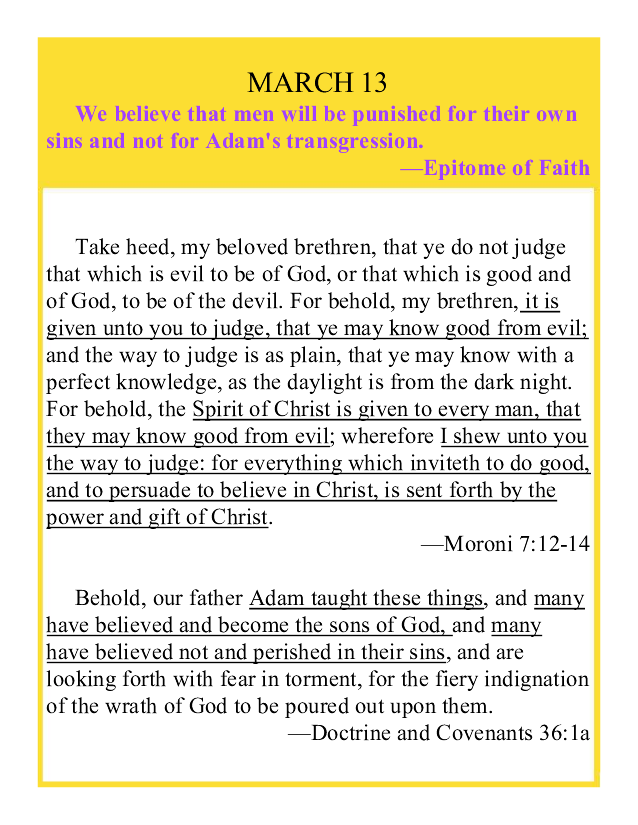 MARCH 13
We believe that men will be punished for their own
sins and not for Adam's transgression.
—Epitome of Faith
Take heed, my beloved brethren, that ye do not judge
that which is evil to be of God, or that which is good and
of God, to be of the devil. For behold, my brethren, it is
given unto you to judge, that ye may know good from evil;
and the way to judge is as plain, that ye may know with a
perfect knowledge, as the daylight is from the dark night.
For behold, the Spirit of Christ is given to every man, that
they may know good from evil; wherefore I shew unto you
the way to judge: for everything which inviteth to do good,
and to persuade to believe in Christ, is sent forth by the
power and gift of Christ.
—Moroni 7:12-14
Behold, our father Adam taught these things, and many
have believed and become the sons of God, and many
have believed not and perished in their sins, and are
looking forth with fear in torment, for the fiery indignation
of the wrath of God to be poured out upon them.
—Doctrine and Covenants 36:1a